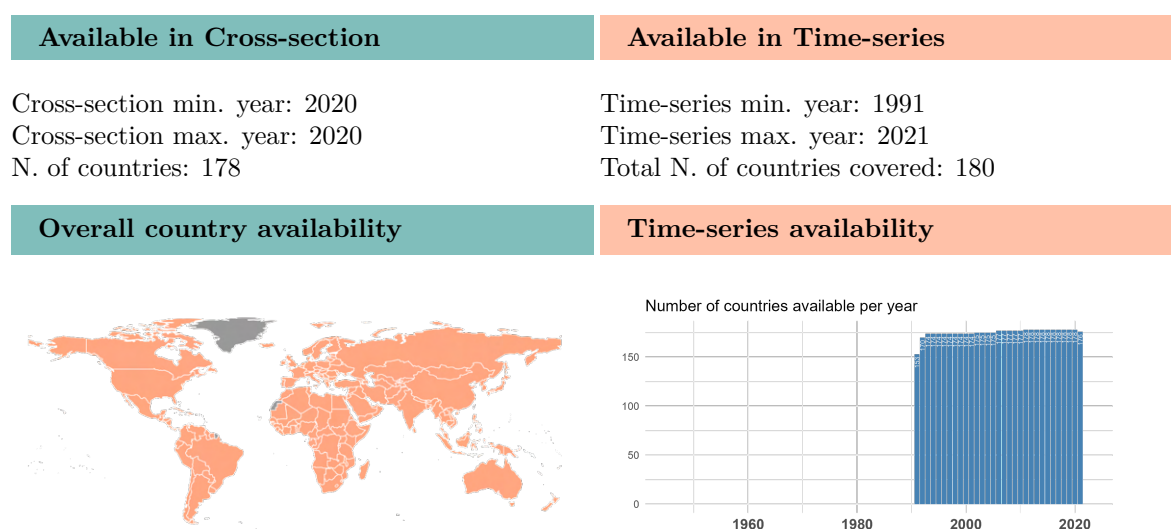 Available in Cross-section
Available in Time-series
Cross-section min. year: 2020
Cross-section max. year: 2020
N. of countries: 178
Time-series min. year: 1991
Time-series max. year: 2021
Total N. of countries covered: 180
Overall country availability
Time-series availability
Number of countries available per year
150
100
50
0
1960
1980
2000
2020